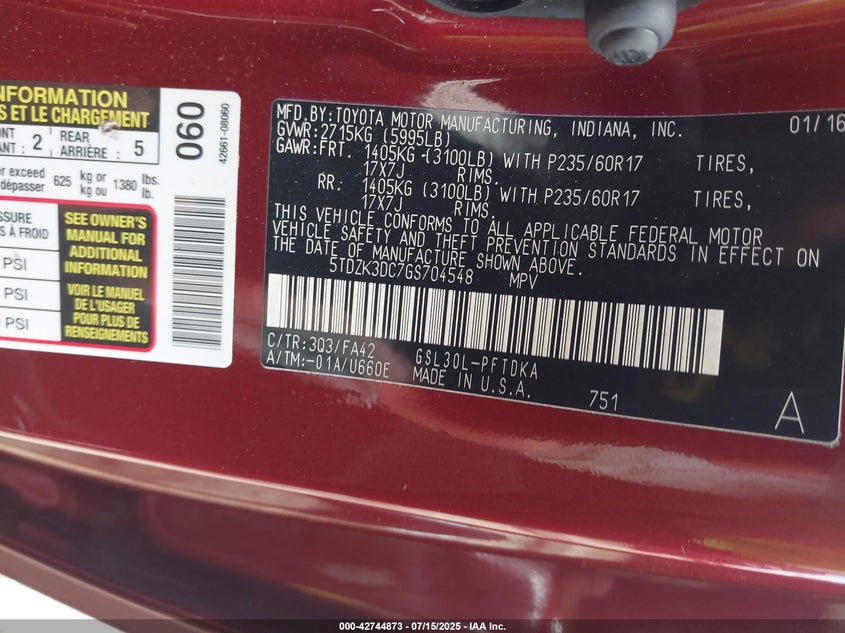 INFORMATION
S ET LE CHARGEMENT
2 REAR 5
ARRIÈRE :
er exceed 625 kg or 1380 lbs.
dépasser kg ou lb.
SSURE
À FROID
PSI
PSI
PSI
SEE OWNER'S
MANUAL FOR
ADDITIONAL
INFORMATION
VOIR LE MANUEL
DE L'USAGER
POUR PLUS DE
RENSEIGNEMENTS
060
42661-08060
MFD.BY:TOYOTA MOTOR MANUFACTURING, INDIANA, INC. 01/16
GVWR:2715KG (5995LB)
GAWR:FRT. 1405KG (3100LB) WITH P235/60R17 TIRES,
17X7J RIMS.
RR. 1405KG (3100LB) WITH P235/60R17 TIRES,
17X7J RIMS.
THIS VEHICLE CONFORMS TO ALL APPLICABLE FEDERAL MOTOR
VEHICLE SAFETY AND THEFT PREVENTION STANDARDS IN EFFECT ON
THE DATE OF MANUFACTURE SHOWN ABOVE.
5TDZK3DC7GS704548 MPV
C/TR:3Q3/FA42 GSL30L-PFTDKA
A/TM:-01A/U660E MADE IN U.S.A.
751
A
000-42744873 / 07/15/2025 - IAA Inc.